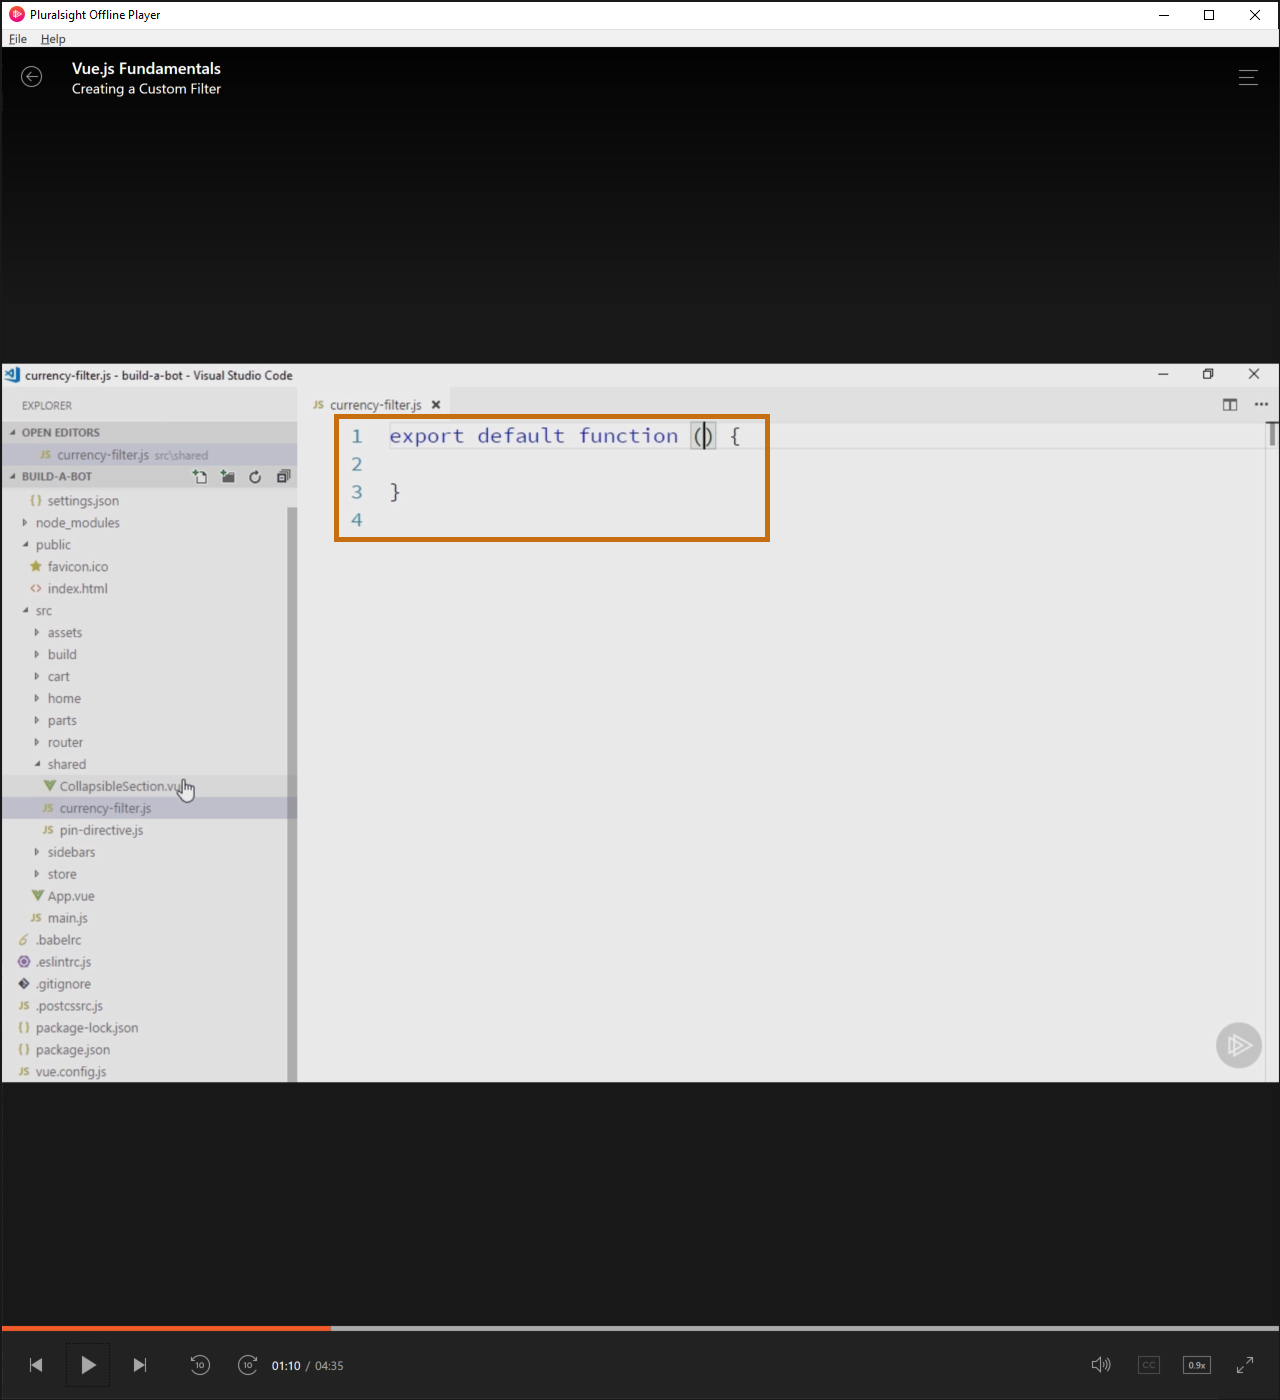 Pluralsight Offline Player
File Help
Vue.js Fundamentals
Creating a Custom Filter
currency-filter.js - build-a-bot - Visual Studio Code
EXPLORER
OPEN EDITORS
JS currency-filter.js src\shared
BUILD-A-BOT
{} settings.json
node_modules
public
favicon.ico
<> index.html
src
assets
build
cart
home
parts
router
shared
CollapsibleSection.vu
JS currency-filter.js
JS pin-directive.js
sidebars
store
App.vue
JS main.js
.babelrc
.eslintrc.js
.gitignore
JS .postcssrc.js
{} package-lock.json
{} package.json
JS vue.config.js
JS currency-filter.js
1 export default function () {
2
3 }
4
10 10 01:10 / 04:35 CC 0.9x